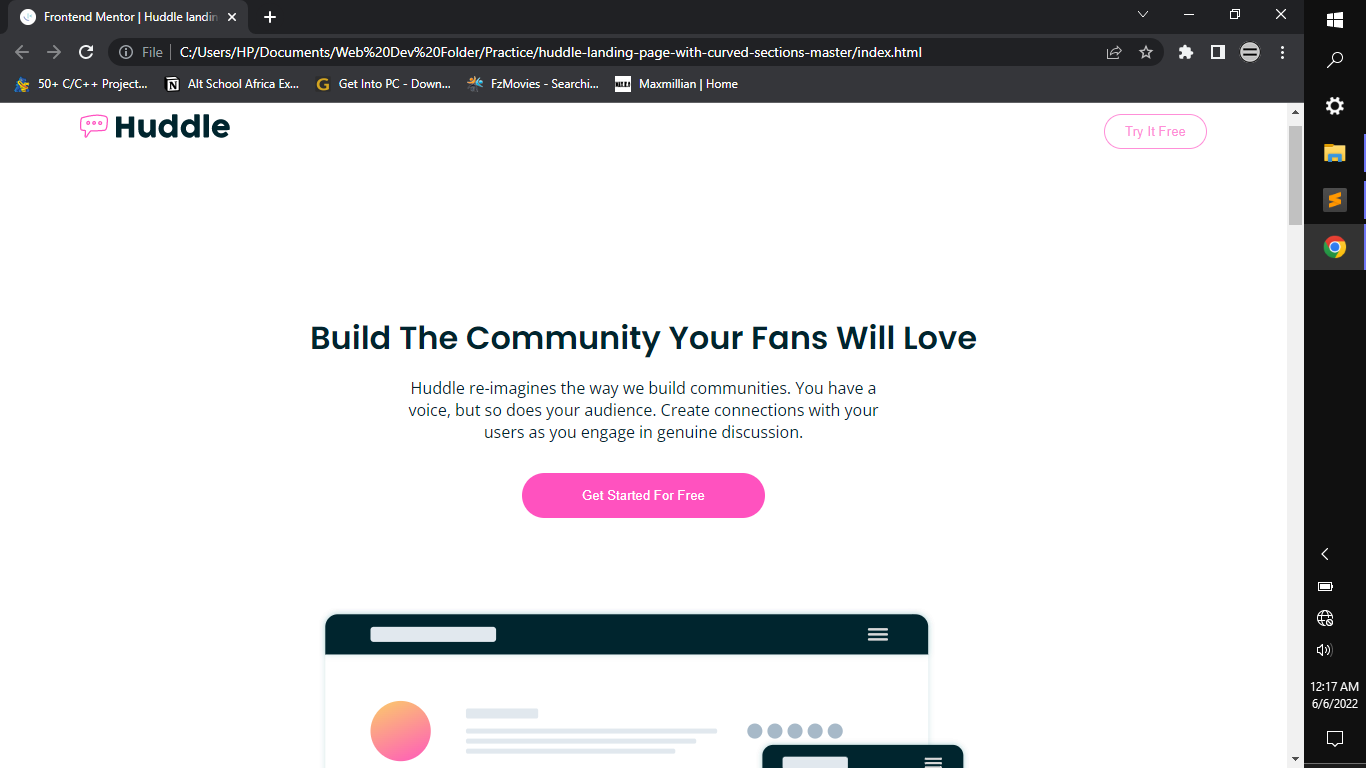 Frontend Mentor | Huddle landin
File
C:/Users/HP/Documents/Web%20Dev%20Folder/Practice/huddle-landing-page-with-curved-sections-master/index.html
50+ C/C++ Project...
Alt School Africa Ex...
Get Into PC - Down...
FzMovies - Searchi...
Maxmillian | Home
Huddle
Try It Free
Build The Community Your Fans Will Love
Huddle re-imagines the way we build communities. You have a
voice, but so does your audience. Create connections with your
users as you engage in genuine discussion.
Get Started For Free
12:17 AM
6/6/2022